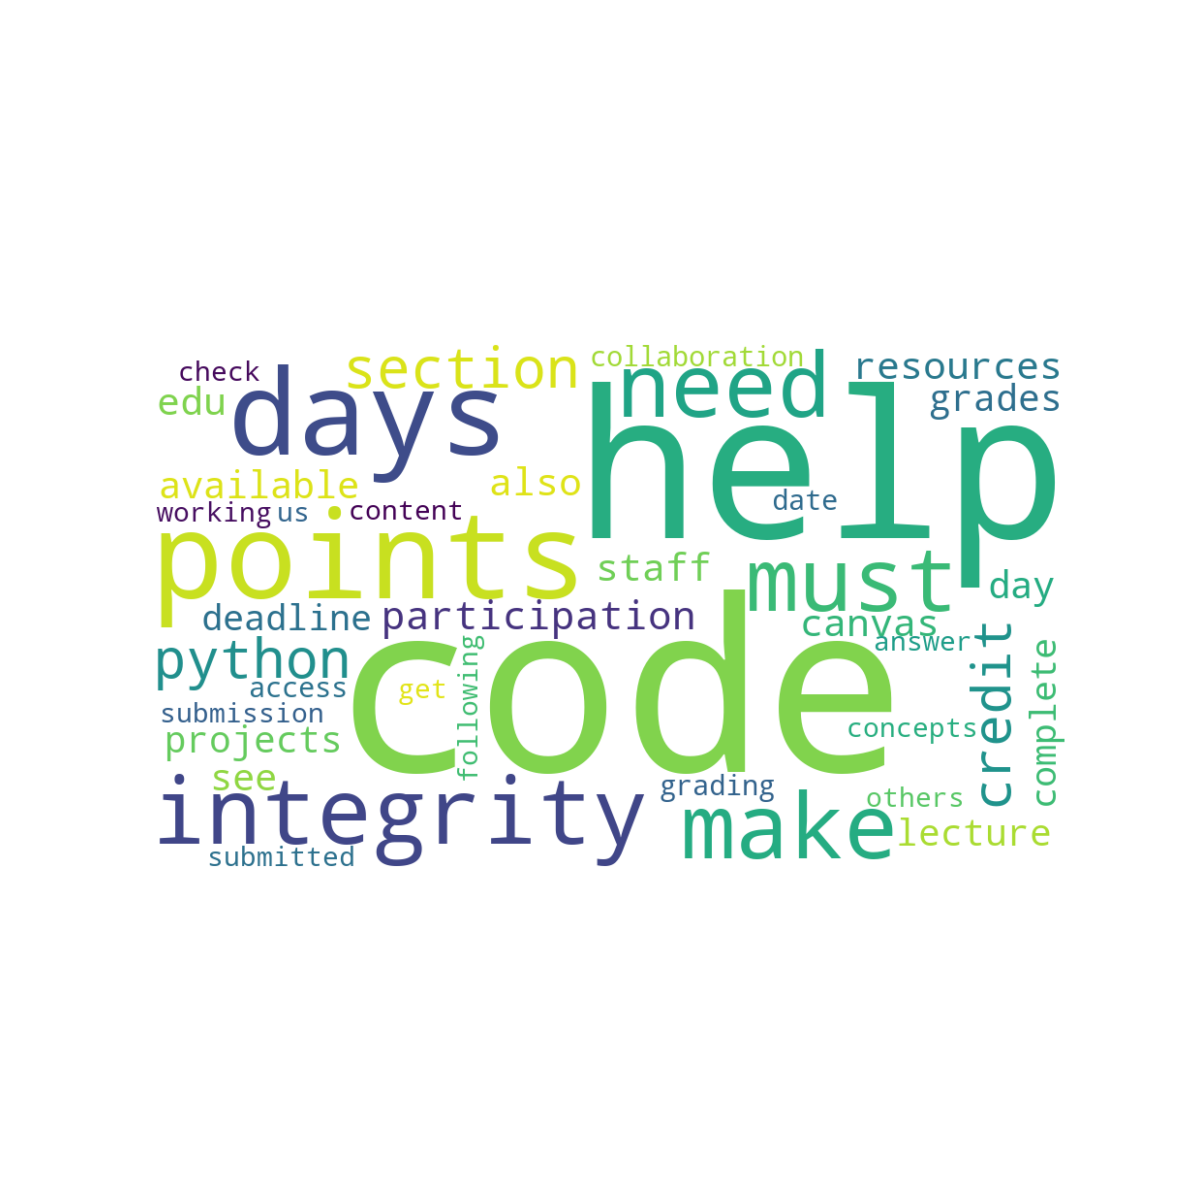 check
section
collaboration
resources
edu
days
need
grades
help
available
also
date
working
us
content
points
staff
must
day
deadline
participation
canvas
answer
python
code
following
credit
complete
access
get
submission
projects
concepts
see
integrity
grading
make
others
lecture
submitted